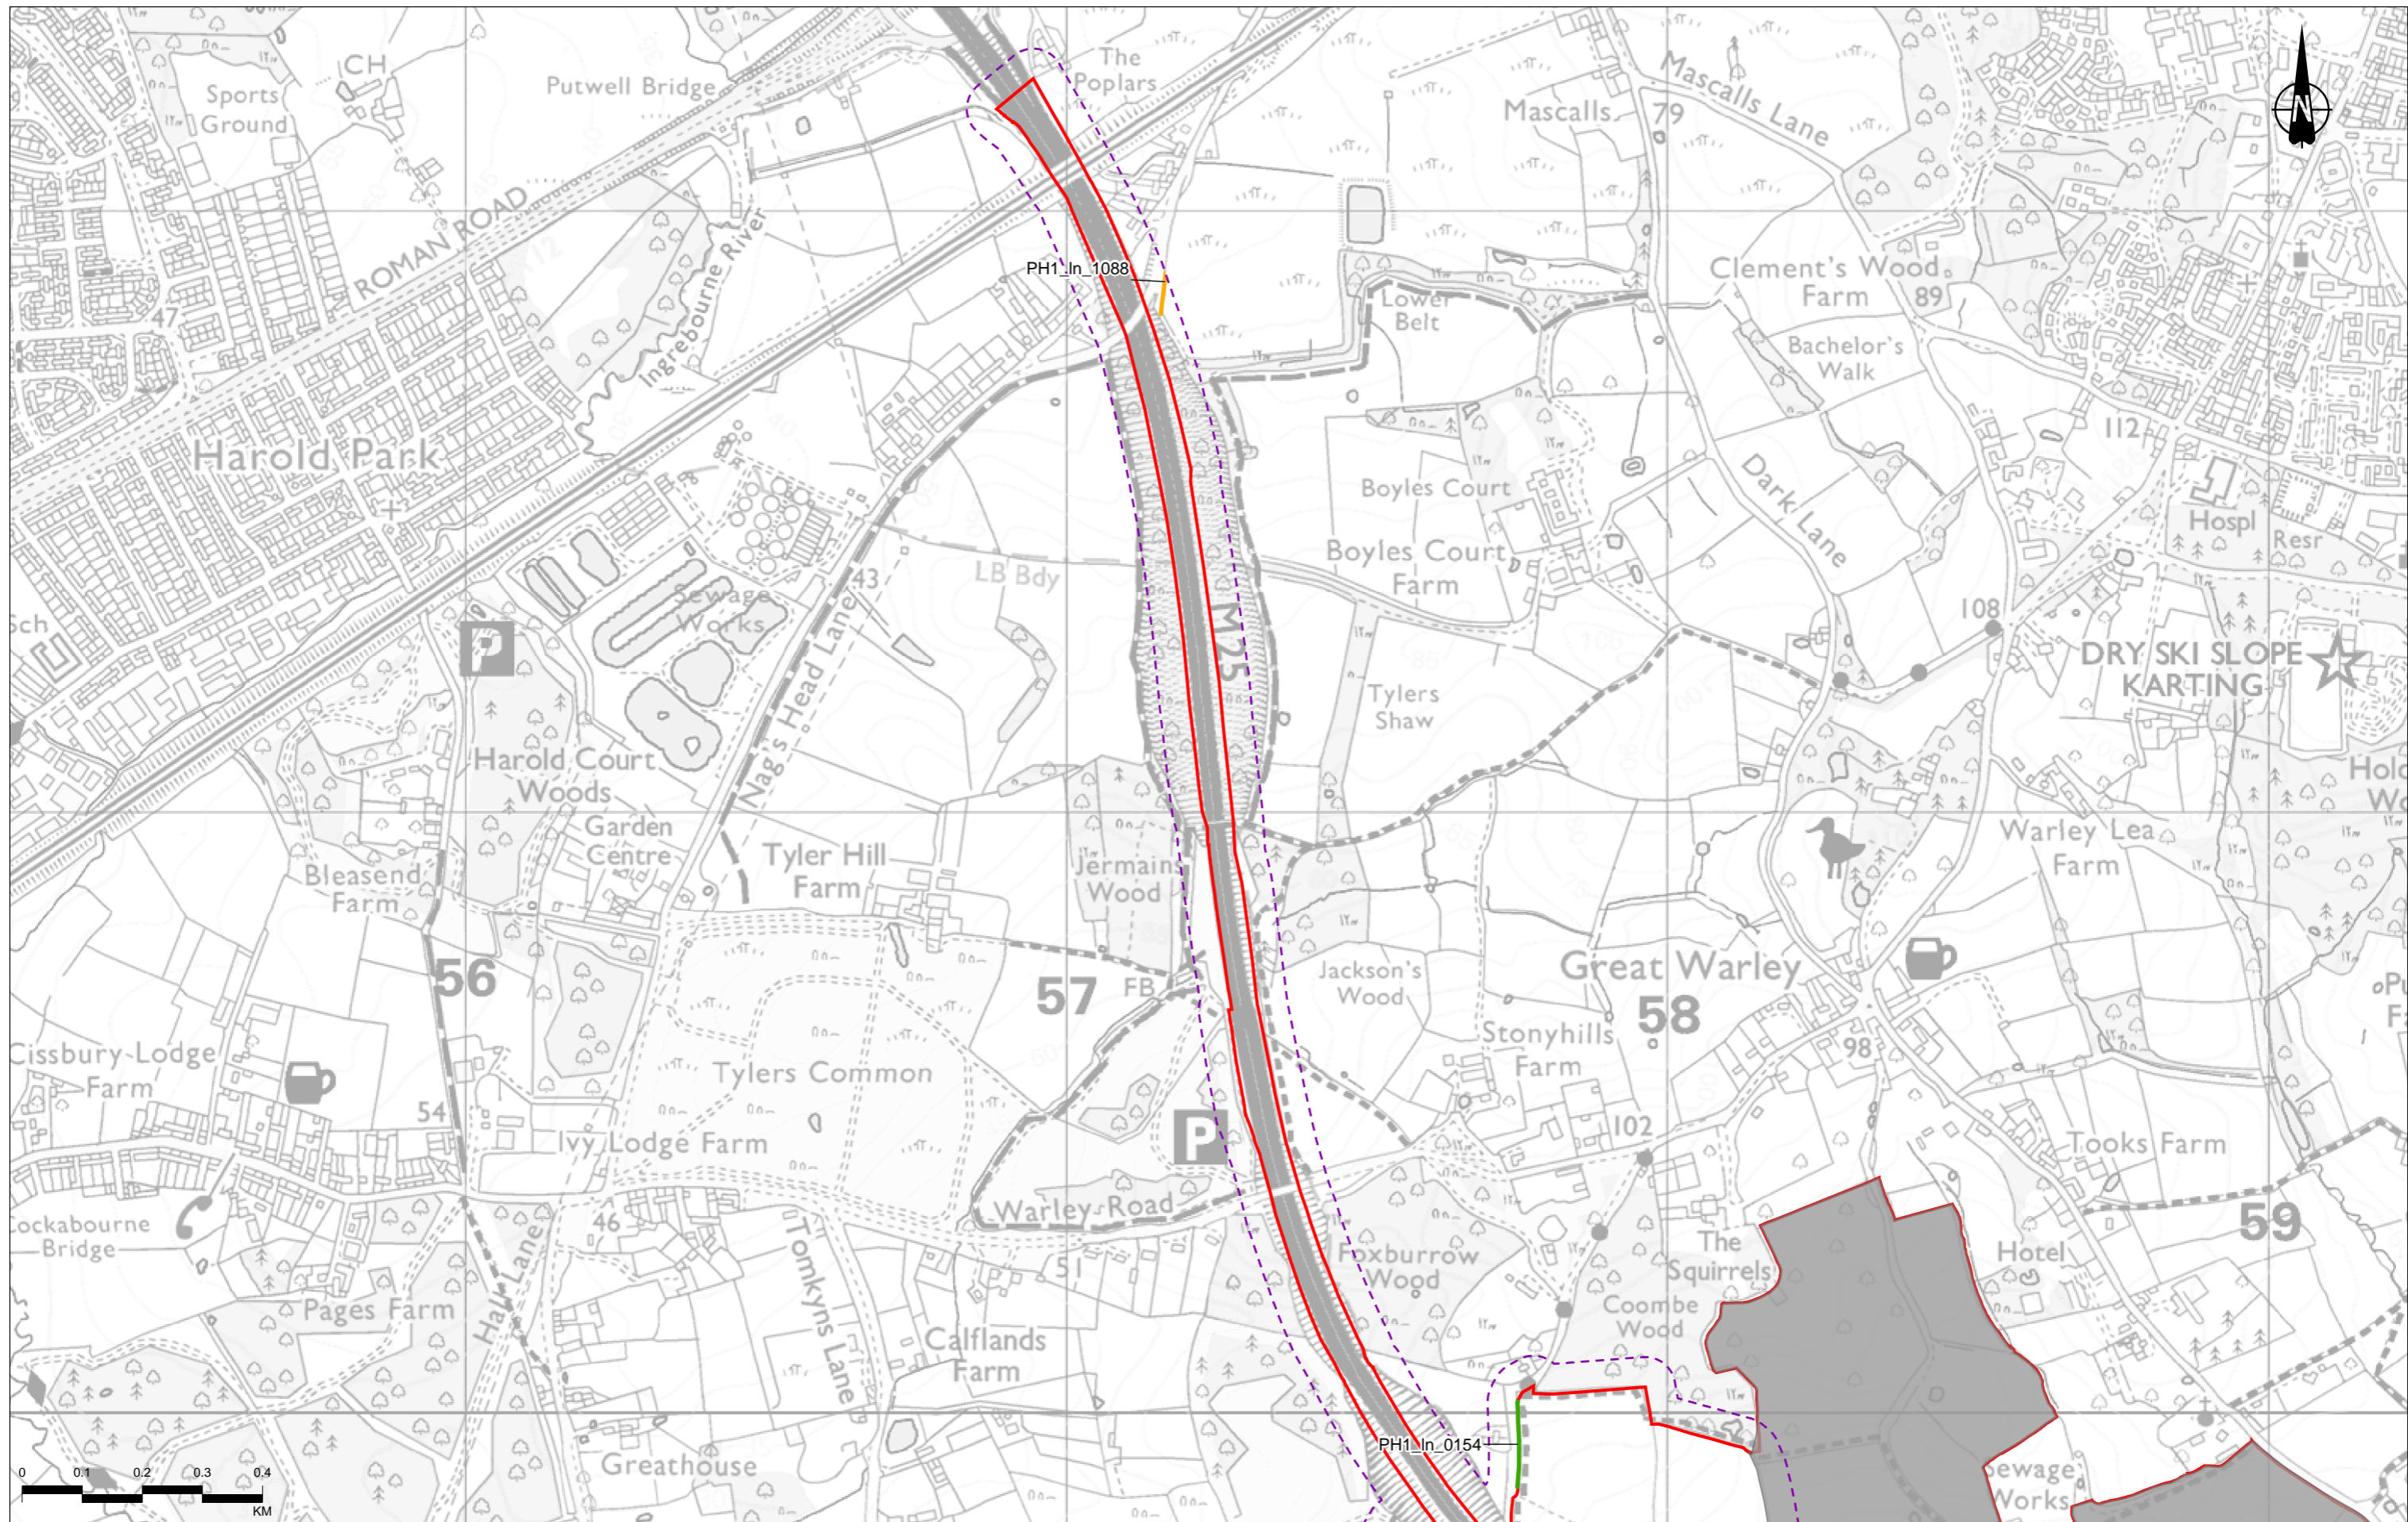 CH
The
Poplars
Putwell Bridge
Sports
Ground
Mascalls
79
Mascalls Lane
N
ROMAN ROAD
12
Ingrebourne River
47
PH1_ln_1088
Lower
Belt
Clement's Wood
Farm
89
Bachelor's
Walk
112
Harold Park
40
Boyles Court
Dark Lane
Hospl
Resr
Boyles Court
Farm
LB Bdy
43
Sewage
Works
Sch
P
M25
108
DRY SKI SLOPE
KARTING
Tylers
Shaw
Nag's Head Lane
Harold Court
Woods
Garden
Centre
Tyler Hill
Farm
Jermains
Wood
Bleasend
Farm
Warley Lea
Farm
56
57
FB
Jackson's
Wood
Great Warley
58
Stonyhills
Farm
98
Cissbury Lodge
Farm
Tylers Common
54
Ivy Lodge Farm
P
102
Tooks Farm
Warley Road
46
59
Cockabourne
Bridge
Hall Lane
Tomkyns Lane
51
Foxburrow
Wood
The
Squirrels
Hotel
Pages Farm
Coombe
Wood
Calflands
Farm
PH1_ln_0154
Greathouse
Sewage
Works
0 0.1 0.2 0.3 0.4
KM